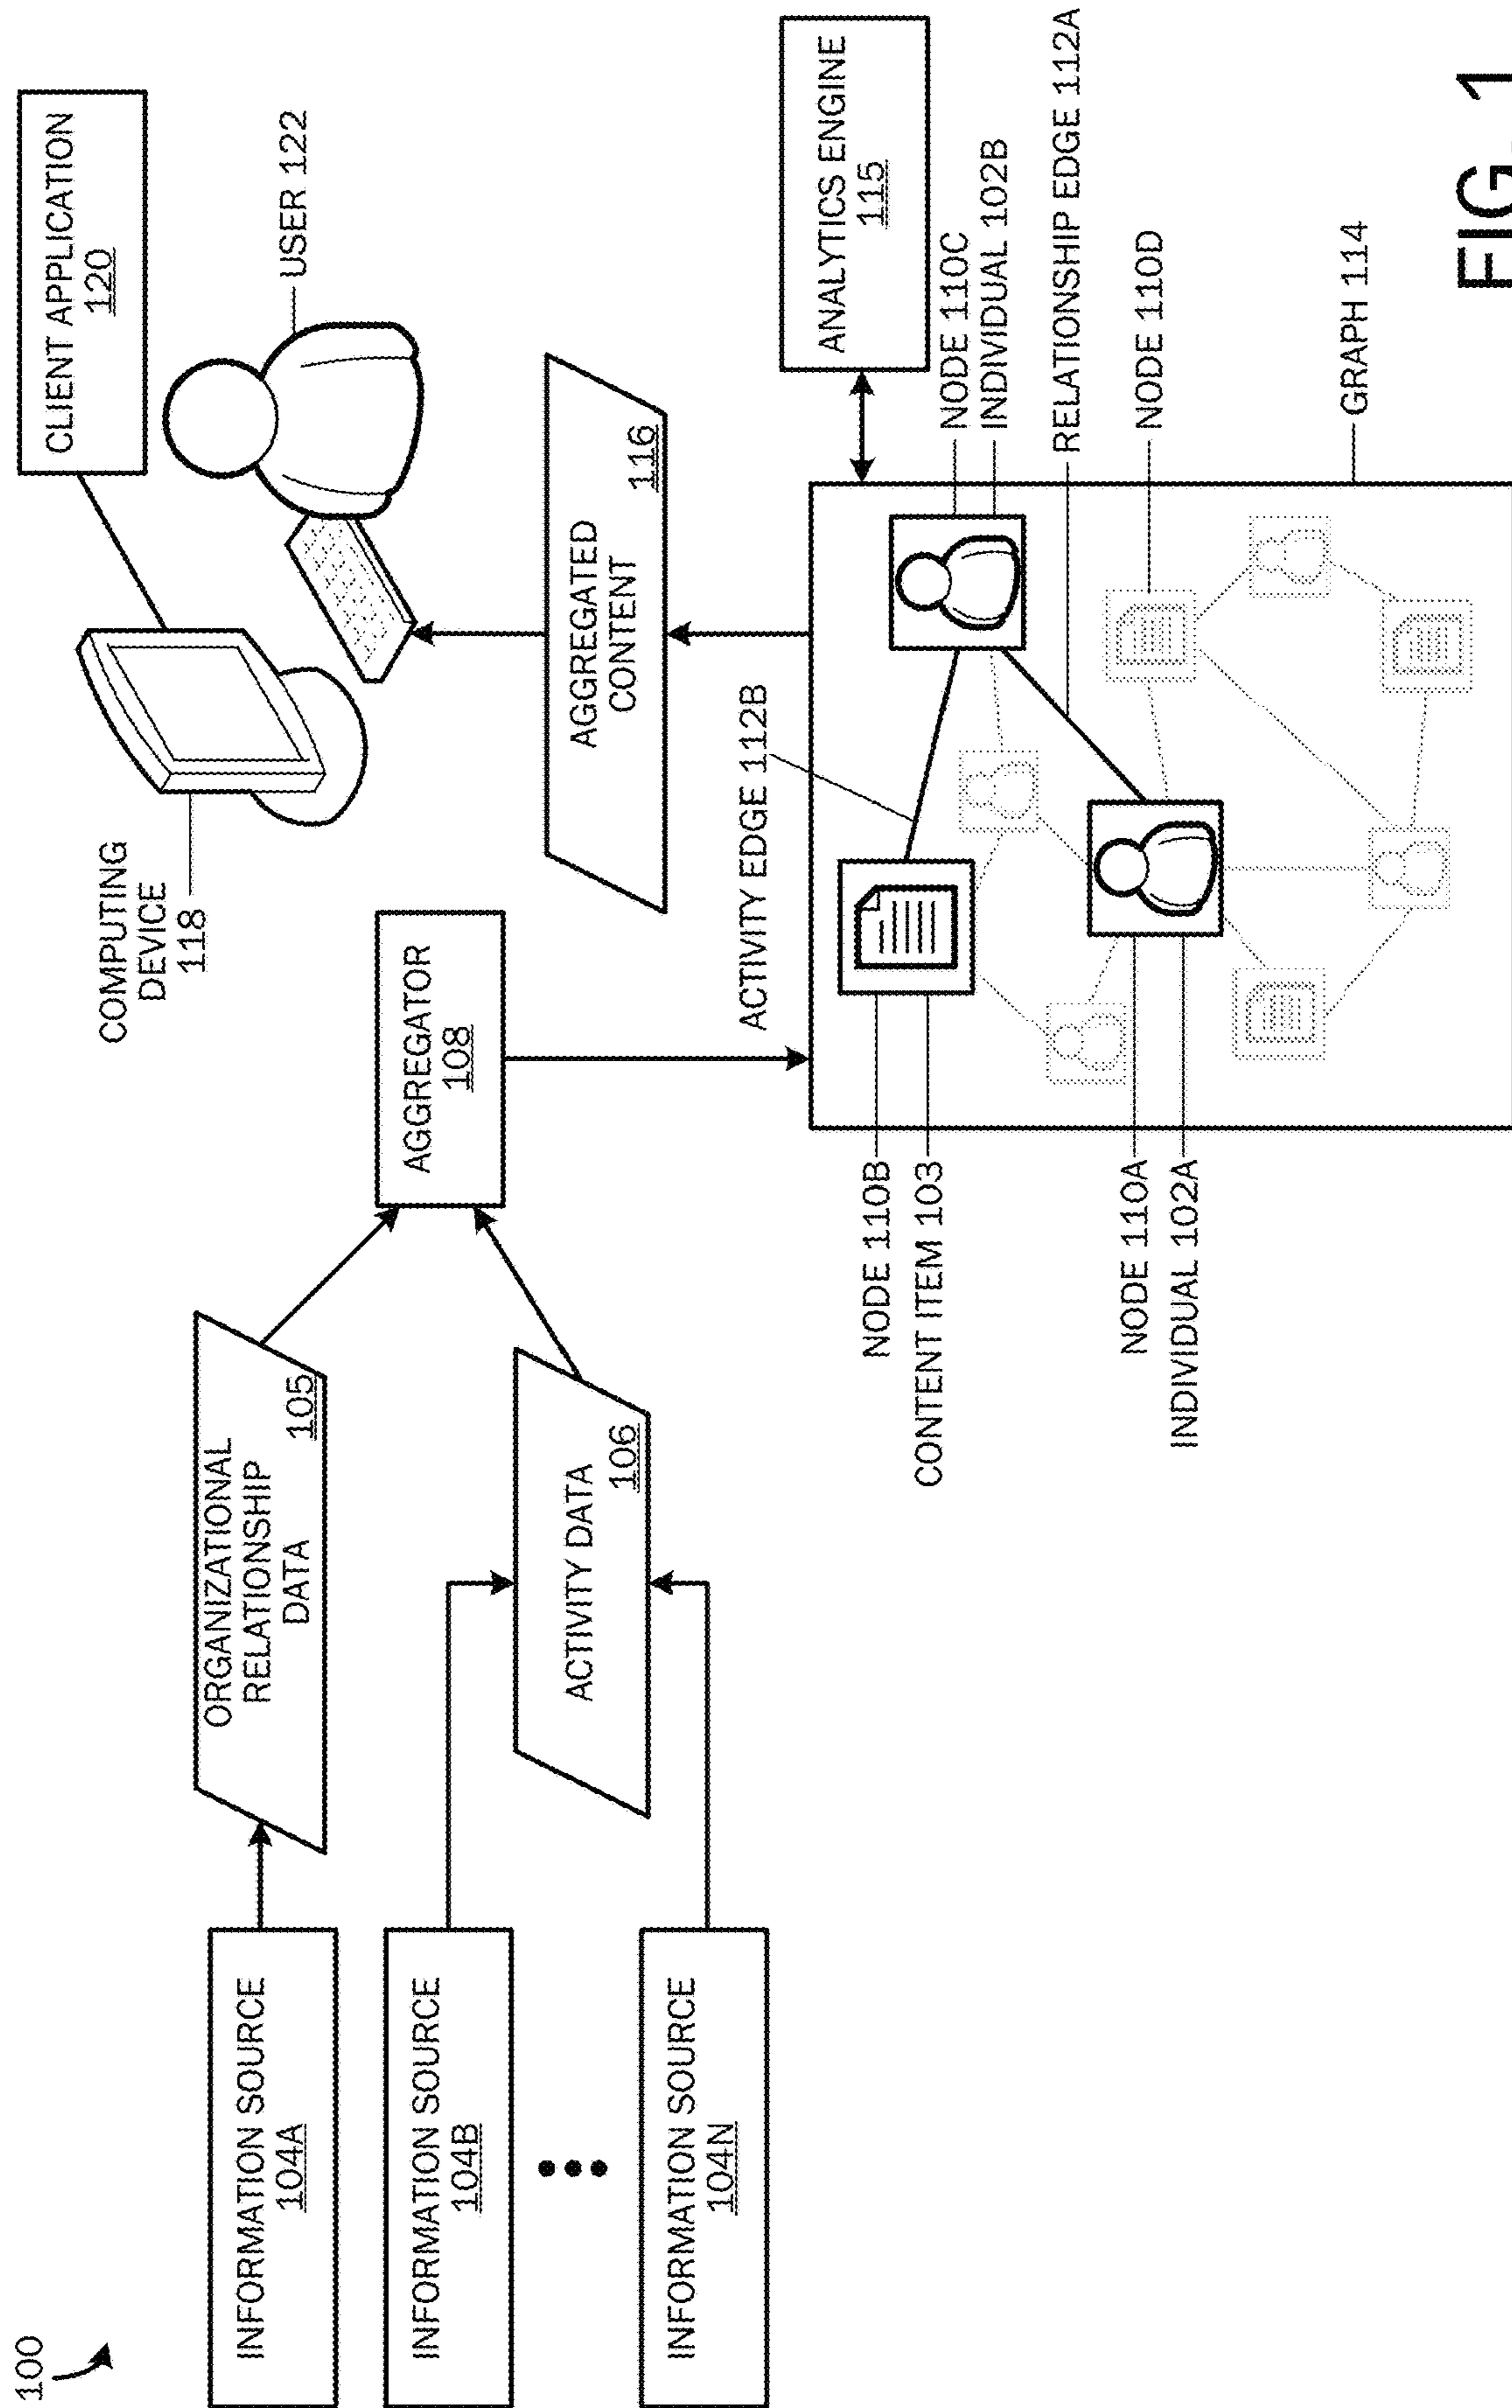 100
INFORMATION SOURCE
104A
INFORMATION SOURCE
104B
INFORMATION SOURCE
104N
ORGANIZATIONAL
RELATIONSHIP
DATA
105
ACTIVITY DATA
106
AGGREGATOR
108
COMPUTING
DEVICE
118
CLIENT APPLICATION
120
USER 122
AGGREGATED
CONTENT
116
ANALYTICS ENGINE
115
ACTIVITY EDGE 112B
NODE 110B
CONTENT ITEM 103
NODE 110A
INDIVIDUAL 102A
NODE 110C
INDIVIDUAL 102B
RELATIONSHIP EDGE 112A
NODE 110D
GRAPH 114
FIG. 1